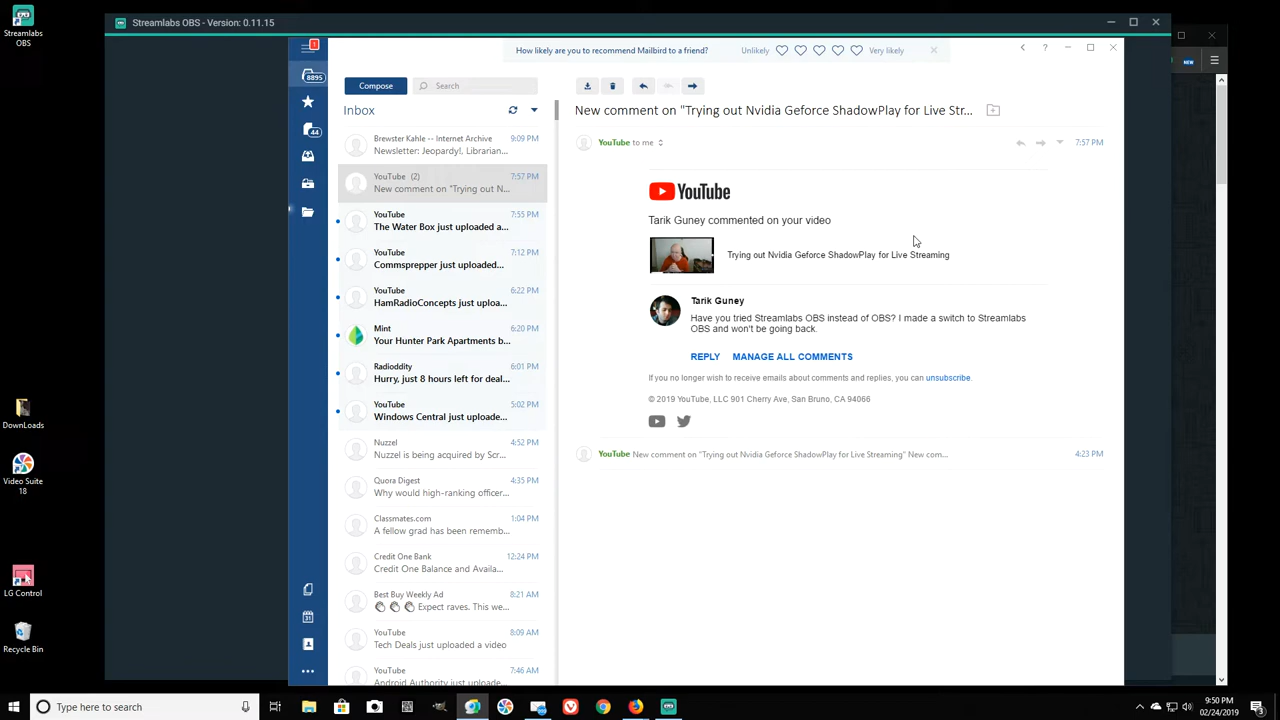 Streamlabs OBS
Streamlabs OBS - Version: 0.11.15
How likely are you to recommend Mailbird to a friend?
Unlikely
Very likely
NEW
8895
44
31
Compose
Search
Inbox
Brewster Kahle -- Internet Archive 9:09 PM
Newsletter: Jeopardy!, Librarian...
YouTube (2) 7:57 PM
New comment on "Trying out N...
YouTube 7:55 PM
The Water Box just uploaded a...
YouTube 7:12 PM
Commsprepper just uploaded...
YouTube 6:22 PM
HamRadioConcepts just uploa...
Mint 6:20 PM
Your Hunter Park Apartments b...
Radioddity 6:01 PM
Hurry, just 8 hours left for deal...
YouTube 5:02 PM
Windows Central just uploade...
Nuzzel 4:52 PM
Nuzzel is being acquired by Scr...
Quora Digest 4:35 PM
Why would high-ranking officer...
Classmates.com 1:04 PM
A fellow grad has been rememb...
Credit One Bank 12:24 PM
Credit One Balance and Availa...
Best Buy Weekly Ad 8:21 AM
Expect raves. This we...
YouTube 8:09 AM
Tech Deals just uploaded a video
YouTube 7:46 AM
Android Authority just uploaded...
New comment on "Trying out Nvidia Geforce ShadowPlay for Live Str...
YouTube to me 7:57 PM
YouTube
Tarik Guney commented on your video
Trying out Nvidia Geforce ShadowPlay for Live Streaming
Tarik Guney
Have you tried Streamlabs OBS instead of OBS? I made a switch to Streamlabs
OBS and won't be going back.
REPLY MANAGE ALL COMMENTS
If you no longer wish to receive emails about comments and replies, you can unsubscribe.
© 2019 YouTube, LLC 901 Cherry Ave, San Bruno, CA 94066
YouTube New comment on "Trying out Nvidia Geforce ShadowPlay for Live Streaming" New com... 4:23 PM
DownLoads
Video Suite
18
LG Control
Recycle Bin
Type here to search
9:50 PM
02/24/2019